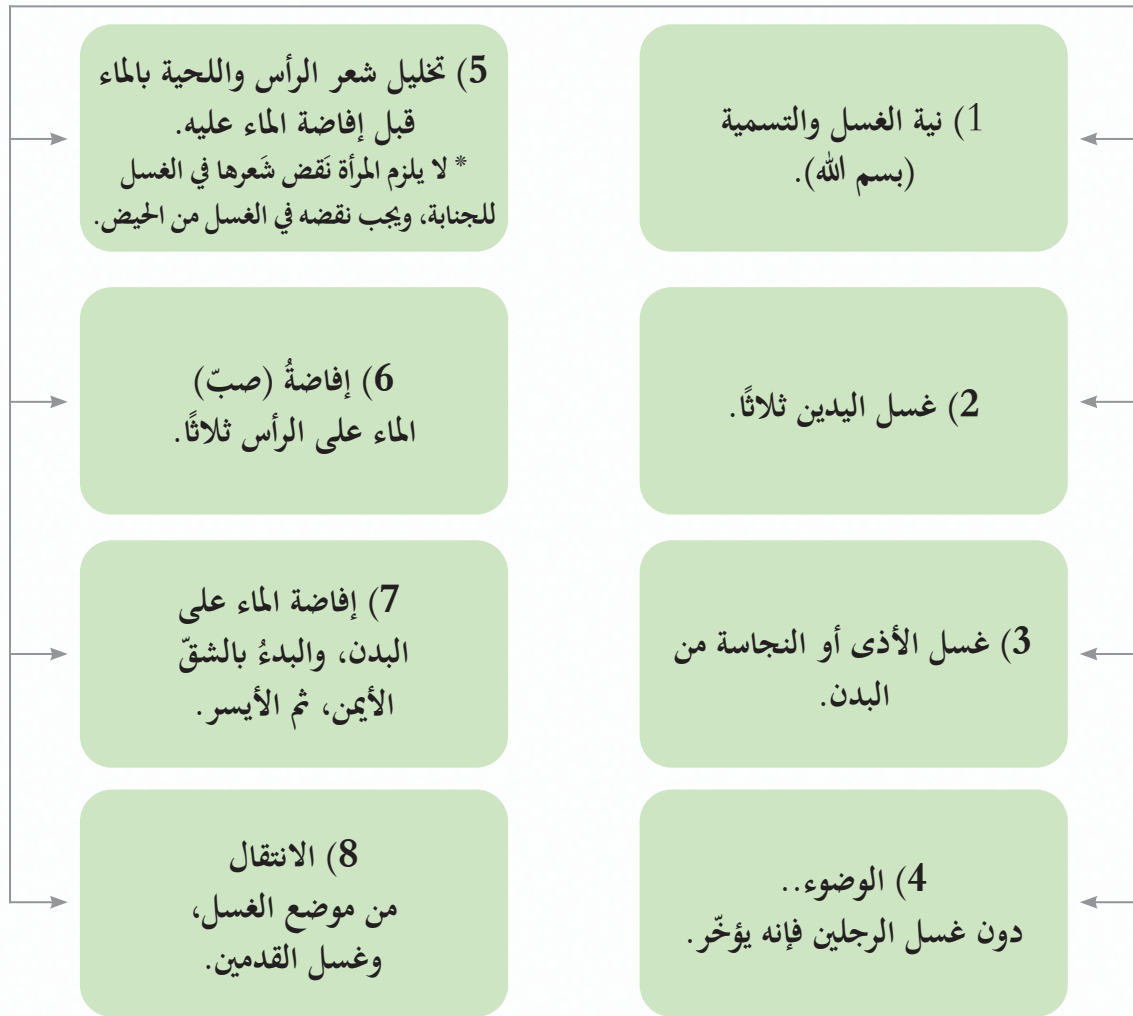 1) نية الغسل والتسمية
(بسم الله).
2) غسل اليدين ثلاثًا.
3) غسل الأذى أو النجاسة من
البدن.
4) الوضوء..
دون غسل الرجلين فإنه يؤخّر.
5) تخليل شعر الرأس واللحية بالماء
قبل إفاضة الماء عليه.
* لا يلزم المرأة نَقض شَعرها في الغسل
للجنابة، ويجب نقضه في الغسل من الحيض.
6) إفاضةُ (صبّ)
الماء على الرأس ثلاثًا.
7) إفاضة الماء على
البدن، والبدءُ بالشقّ
الأيمن، ثم الأيسر.
8) الانتقال
من موضع الغسل،
وغسل القدمين.